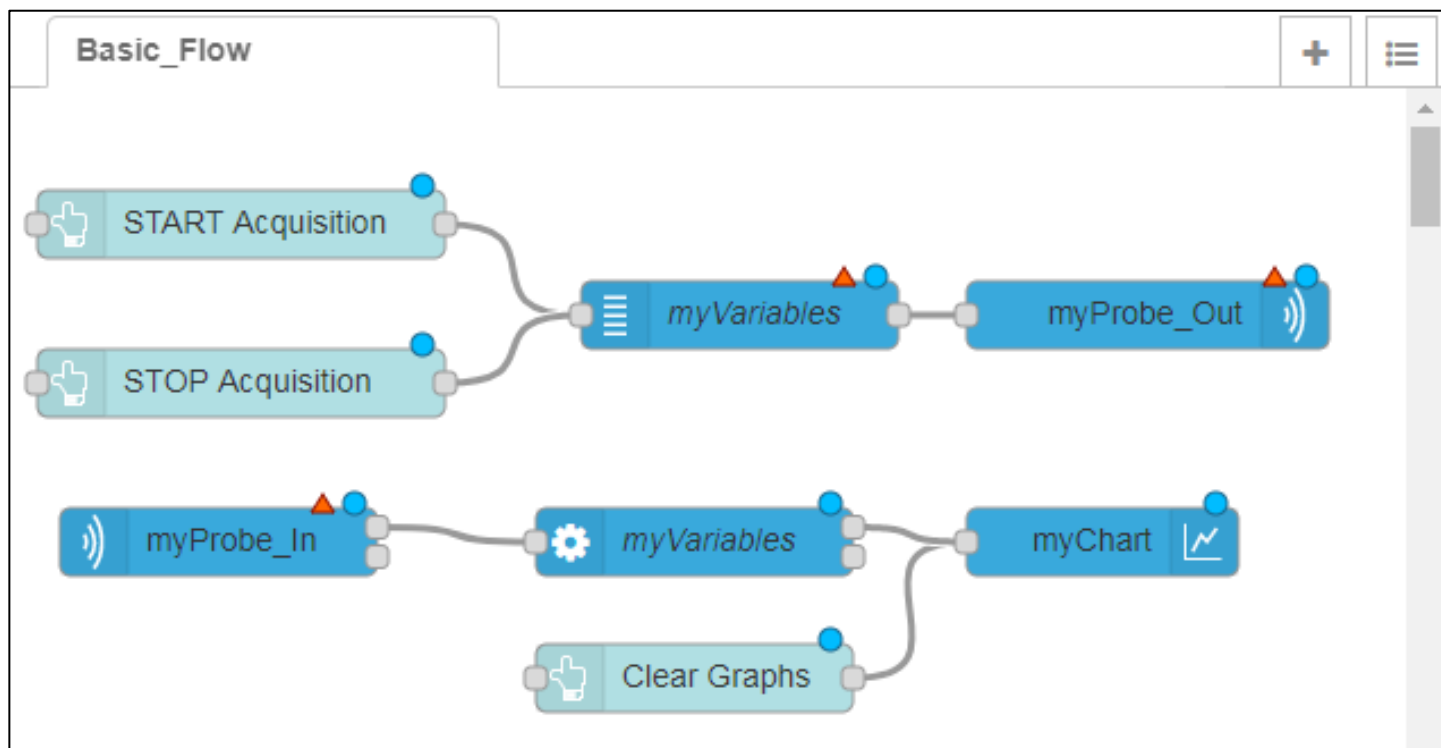 Basic_Flow
START Acquisition
myVariables
myProbe_Out
STOP Acquisition
myProbe_In
myVariables
myChart
Clear Graphs